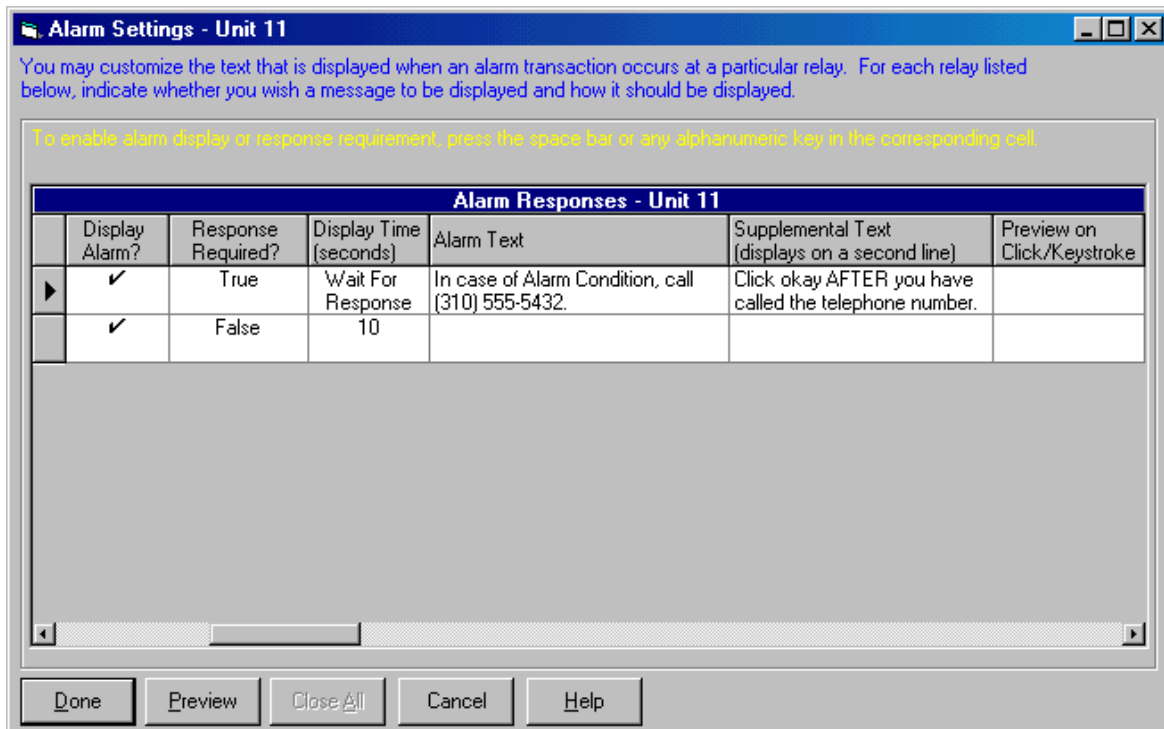 Alarm Settings - Unit 11
You may customize the text that is displayed when an alarm transaction occurs at a particular relay. For each relay listed
below, indicate whether you wish a message to be displayed and how it should be displayed.
To enable alarm display or response requirement, press the space bar or any alphanumeric key in the corresponding cell.
Alarm Responses - Unit 11
Display Alarm?
Response Required?
Display Time (seconds)
Alarm Text
Supplemental Text
(displays on a second line)
Preview on
Click/Keystroke
✔
True
Wait For
Response
In case of Alarm Condition, call
(310) 555-5432.
Click okay AFTER you have
called the telephone number.
✔
False
10
Done
Preview
Close All
Cancel
Help